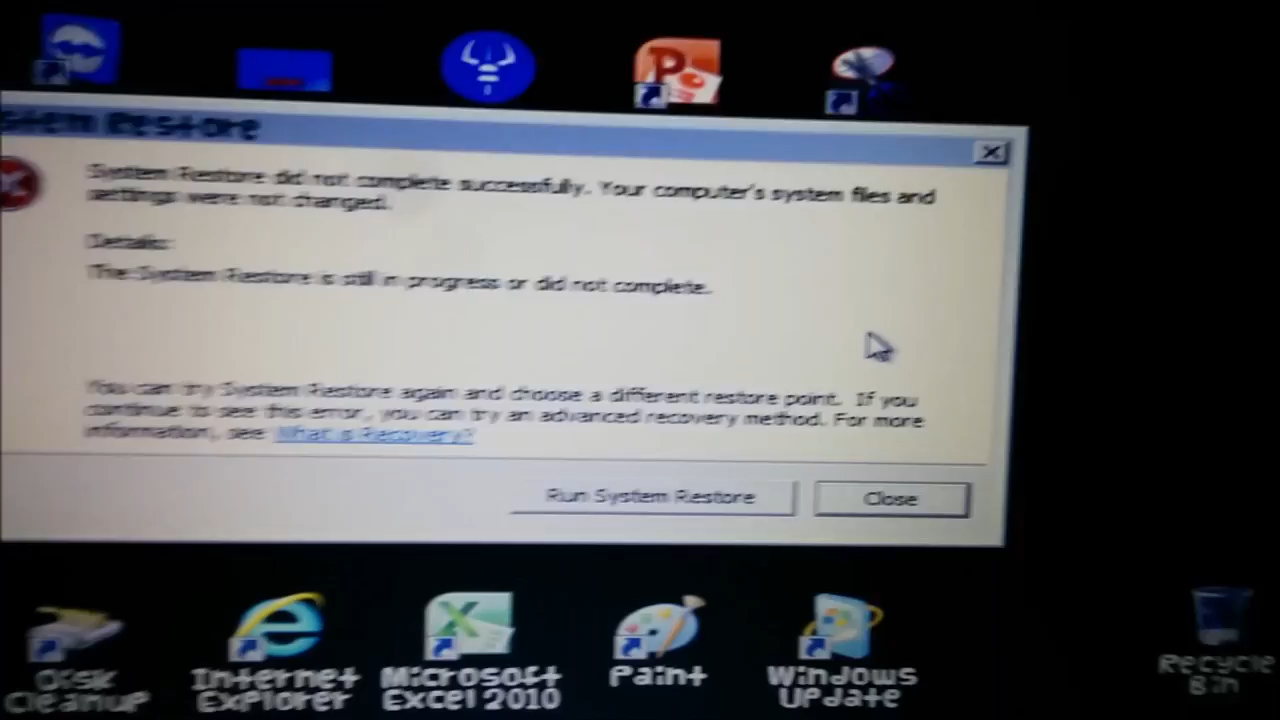 stem Restore
System Restore did not complete successfully. Your computer's system files and
settings were not changed.
Details:
The System Restore is still in progress or did not complete.
You can try System Restore again and choose a different restore point. If you
continue to see this error, you can try an advanced recovery method. For more
information, see What is Recovery?
Run System Restore
Close
Disk
Cleanup
Internet
Explorer
Microsoft
Excel 2010
Paint
Windows
Update
Recycle
Bin